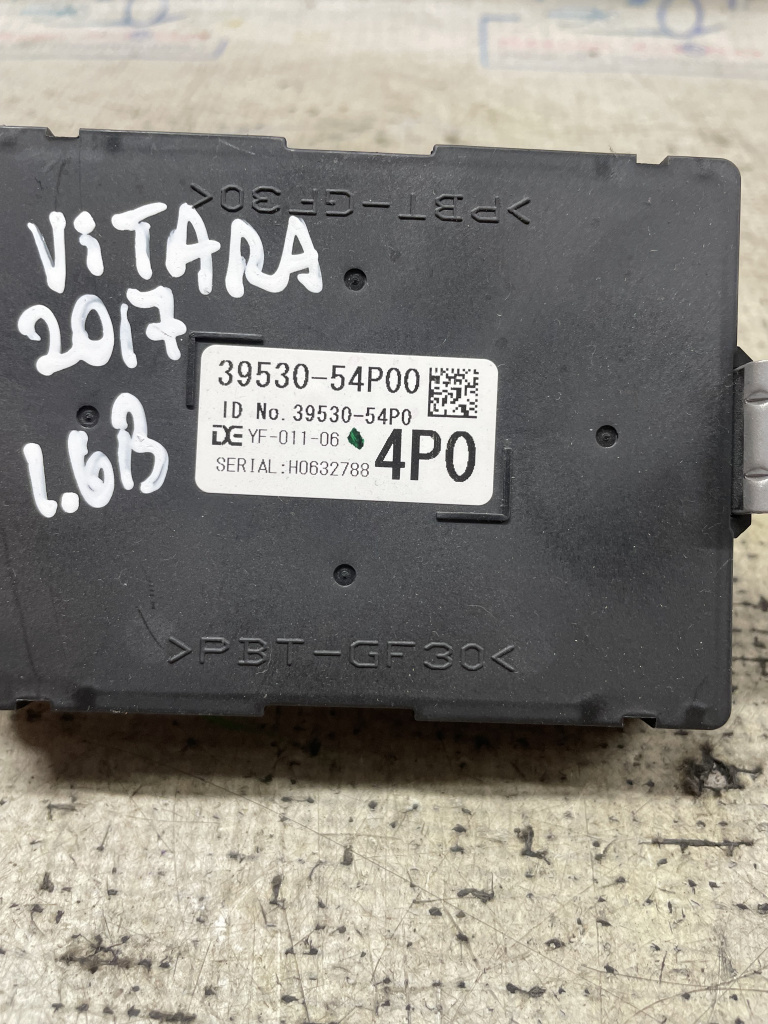 >PBT-GF30<
ViTARA
2017
1.6B
39530-54P00
ID No. 39530-54P0
YF-011-06
4P0
SERIAL:H0632788
>PBT-GF30<